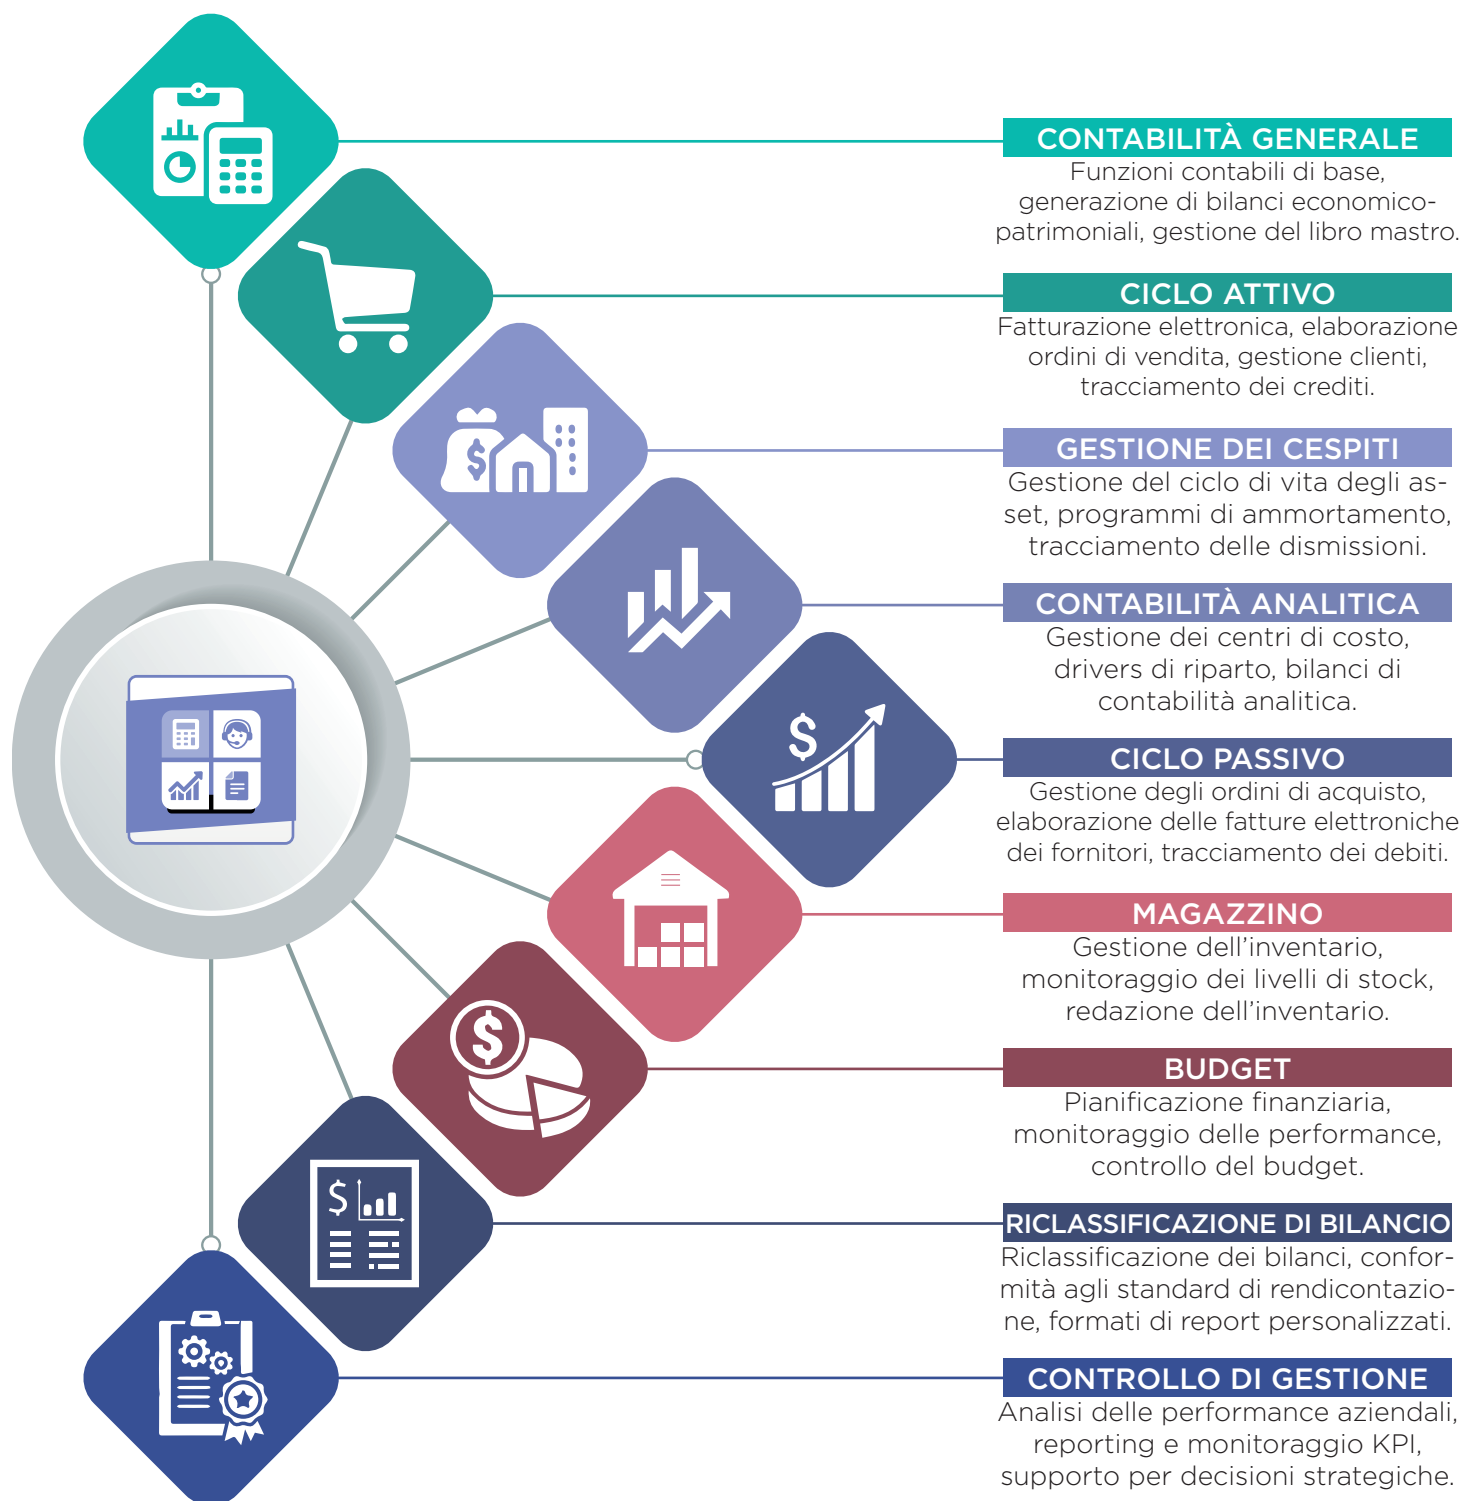 CONTABILITÀ GENERALE
Funzioni contabili di base,
generazione di bilanci economico-
patrimoniali, gestione del libro mastro.
CICLO ATTIVO
Fatturazione elettronica, elaborazione
ordini di vendita, gestione clienti,
tracciamento dei crediti.
GESTIONE DEI CESPITI
Gestione del ciclo di vita degli as-
set, programmi di ammortamento,
tracciamento delle dismissioni.
CONTABILITÀ ANALITICA
Gestione dei centri di costo,
drivers di riparto, bilanci di
contabilità analitica.
CICLO PASSIVO
Gestione degli ordini di acquisto,
elaborazione delle fatture elettroniche
dei fornitori, tracciamento dei debiti.
MAGAZZINO
Gestione dell’inventario,
monitoraggio dei livelli di stock,
redazione dell’inventario.
BUDGET
Pianificazione finanziaria,
monitoraggio delle performance,
controllo del budget.
RICLASSIFICAZIONE DI BILANCIO
Riclassificazione dei bilanci, confor-
mità agli standard di rendicontazio-
ne, formati di report personalizzati.
CONTROLLO DI GESTIONE
Analisi delle performance aziendali,
reporting e monitoraggio KPI,
supporto per decisioni strategiche.